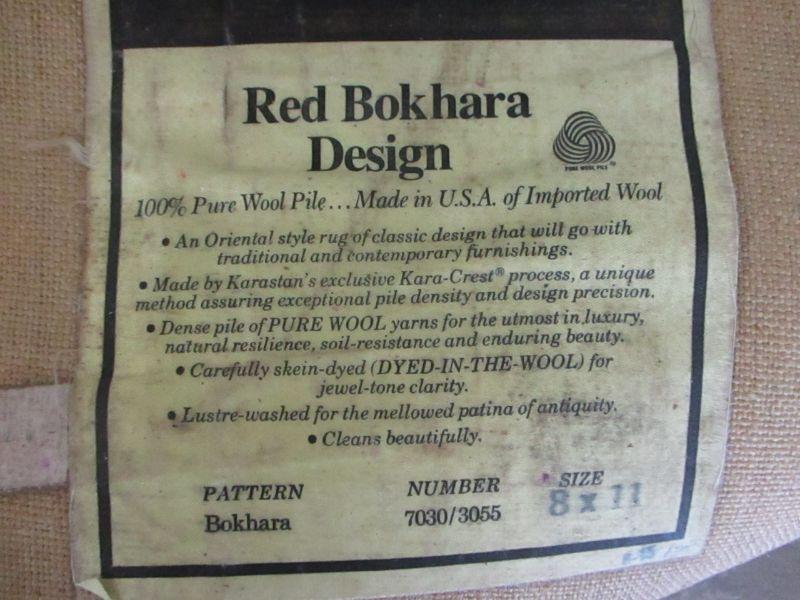 Red Bokhara
Design
PURE WOOL PILE
100% Pure Wool Pile...Made in U.S.A. of Imported Wool
• An Oriental style rug of classic design that will go with
traditional and contemporary furnishings.
• Made by Karastan's exclusive Kara-Crest® process, a unique
method assuring exceptional pile density and design precision.
• Dense pile of PURE WOOL yarns for the utmost in luxury,
natural resilience, soil-resistance and enduring beauty.
• Carefully skein-dyed (DYED-IN-THE-WOOL) for
jewel-tone clarity.
• Lustre-washed for the mellowed patina of antiquity.
• Cleans beautifully.
PATTERN NUMBER SIZE
Bokhara 7030/3055 8 x 11